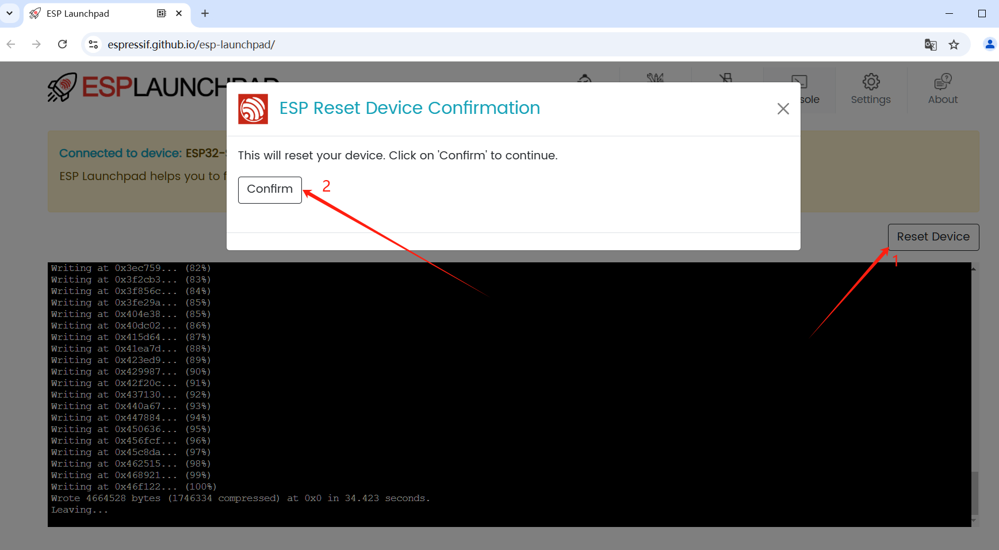 ESP Launchpad
espressif.github.io/esp-launchpad/
ESP LAUNCHPAD
sole
Settings
About
ESP Reset Device Confirmation
Connected to device: ESP32-
This will reset your device. Click on 'Confirm' to continue.
ESP Launchpad helps you to f
Confirm
2
Reset Device
1
Writing at 0x3ec759... (82%)
Writing at 0x3f2cb3... (83%)
Writing at 0x3f856c... (84%)
Writing at 0x3fe29a... (85%)
Writing at 0x404e38... (85%)
Writing at 0x40dc02... (86%)
Writing at 0x415d64... (87%)
Writing at 0x41ea7d... (88%)
Writing at 0x423ed9... (89%)
Writing at 0x429987... (90%)
Writing at 0x42f20c... (91%)
Writing at 0x437130... (92%)
Writing at 0x440a67... (93%)
Writing at 0x447884... (94%)
Writing at 0x450636... (95%)
Writing at 0x456fcf... (96%)
Writing at 0x45c8da... (97%)
Writing at 0x462515... (98%)
Writing at 0x468921... (99%)
Writing at 0x46f122... (100%)
Wrote 4664528 bytes (1746334 compressed) at 0x0 in 34.423 seconds.
Leaving...